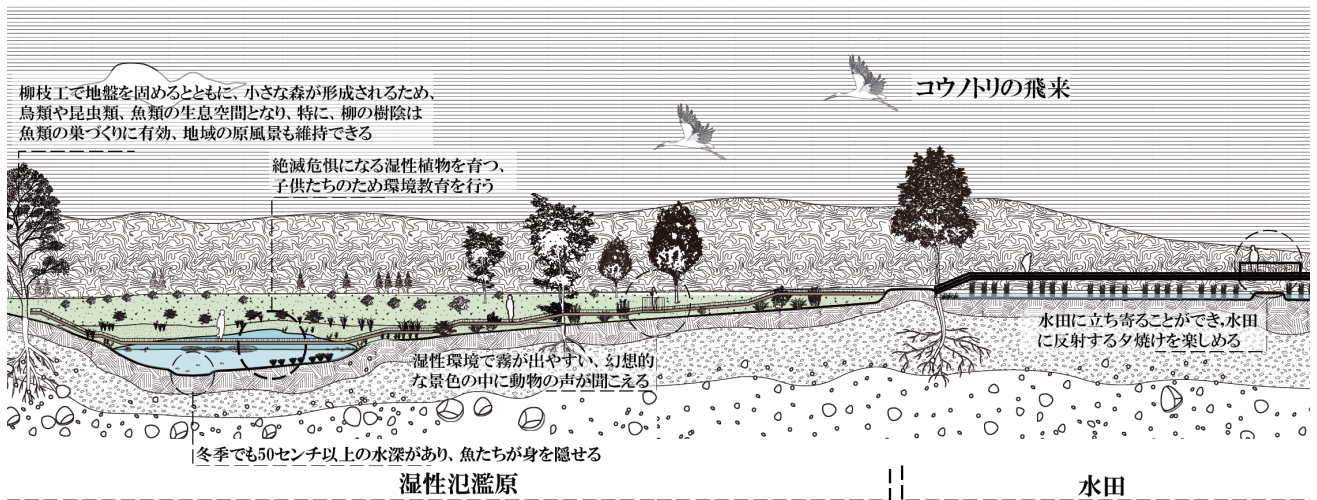 コウノトリの飛来
柳枝工で地盤を固めるとともに、小さな森が形成されるため、
鳥類や昆虫類、魚類の生息空間となり、特に、柳の樹陰は
魚類の巣づくりに有効、地域の原風景も維持できる
絶滅危惧になる湿性植物を育つ、
子供たちのため環境教育を行う
水田に立ち寄ることができ,水田
に反射する夕焼けを楽しめる
湿性環境で霧が出やすい、幻想的
な景色の中に動物の声が聞こえる
冬季でも50センチ以上の水深があり、魚たちが身を隠せる
湿性氾濫原
水田